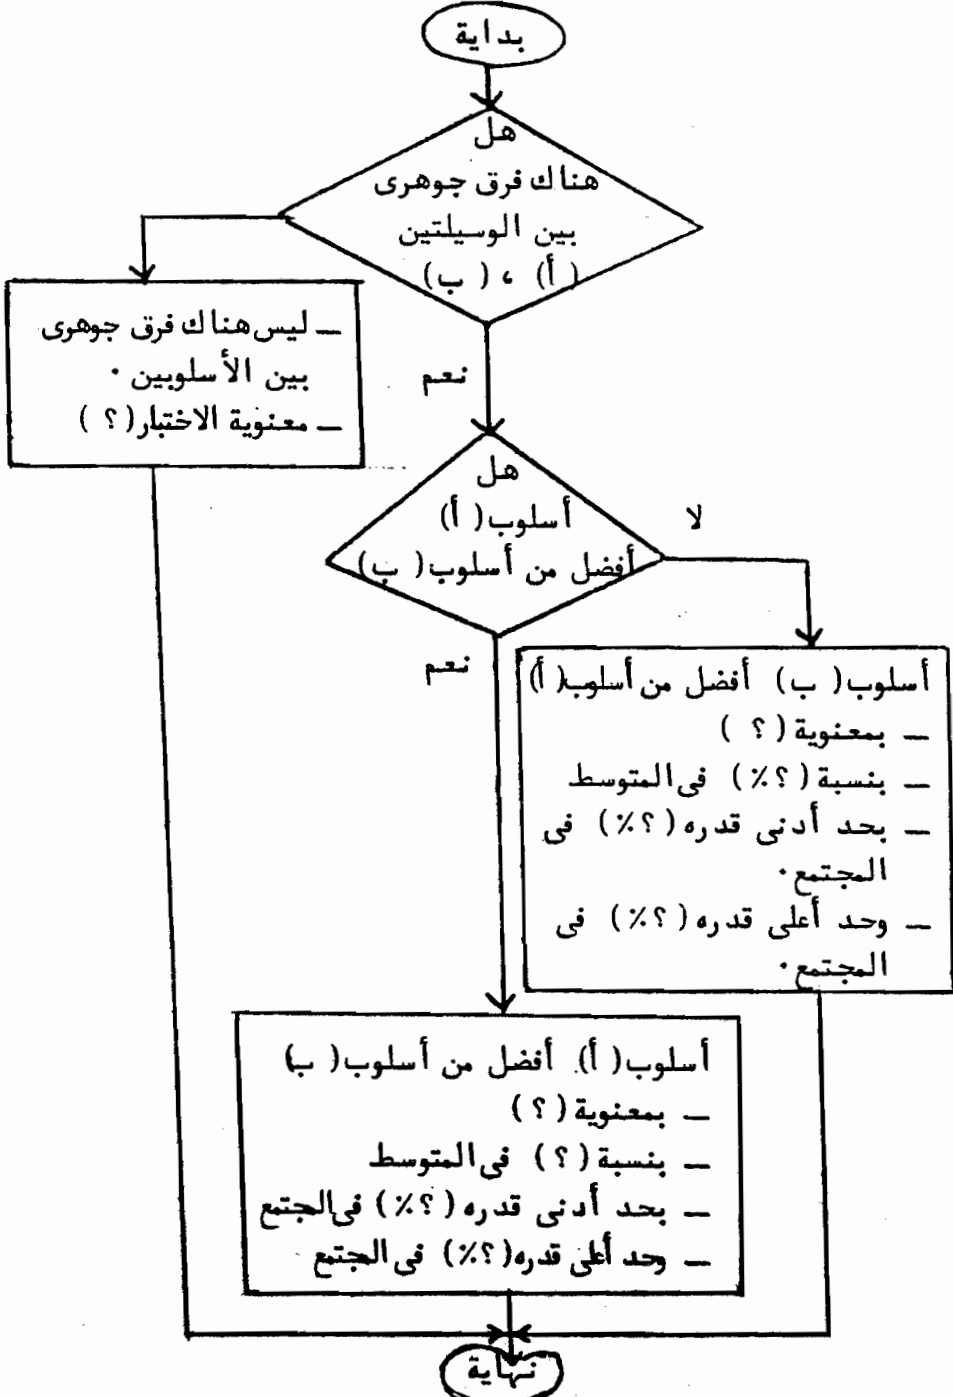 بداية
هل
هناك فرق جوهرى
بين الوسيلتين
(أ) ، (ب)
— ليس هناك فرق جوهرى
بين الأسلوبين .
— معنوية الاختبار (؟)
نعم
هل
أسلوب (أ)
أفضل من أسلوب (ب)
لا
نعم
أسلوب (ب) أفضل من أسلوب (أ)
— بمعنوية (؟)
— بنسبة (؟٪) فى المتوسط
— بحد أدنى قدره (؟٪) فى
المجتمع .
— وحد أعلى قدره (؟٪) فى
المجتمع .
أسلوب (أ) أفضل من أسلوب (ب)
— بمعنوية (؟)
— بنسبة (؟) فى المتوسط
— بحد أدنى قدره (؟٪) فى المجتمع
— وحد أعلى قدره (؟٪) فى المجتمع
نهاية